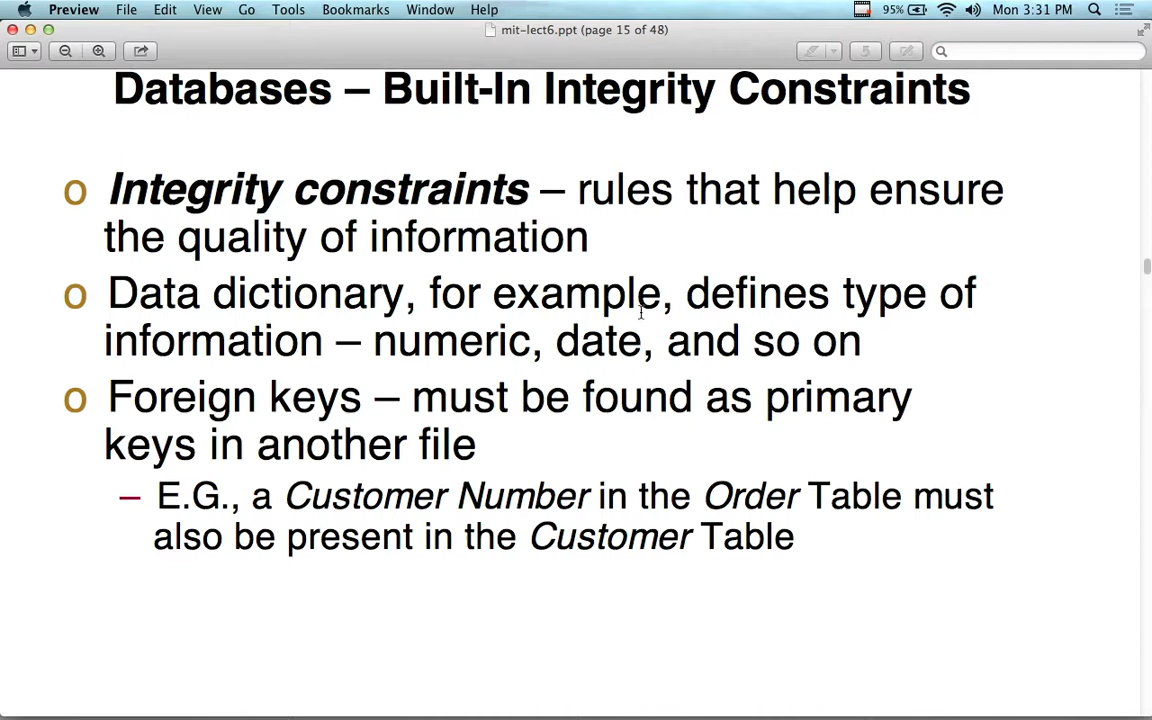 Preview File Edit View Go Tools Bookmarks Window Help 95% Mon 3:31 PM
mit-lect6.ppt (page 15 of 48)
Databases – Built-In Integrity Constraints
o Integrity constraints – rules that help ensure
the quality of information
o Data dictionary, for example, defines type of
information – numeric, date, and so on
o Foreign keys – must be found as primary
keys in another file
– E.G., a Customer Number in the Order Table must
also be present in the Customer Table